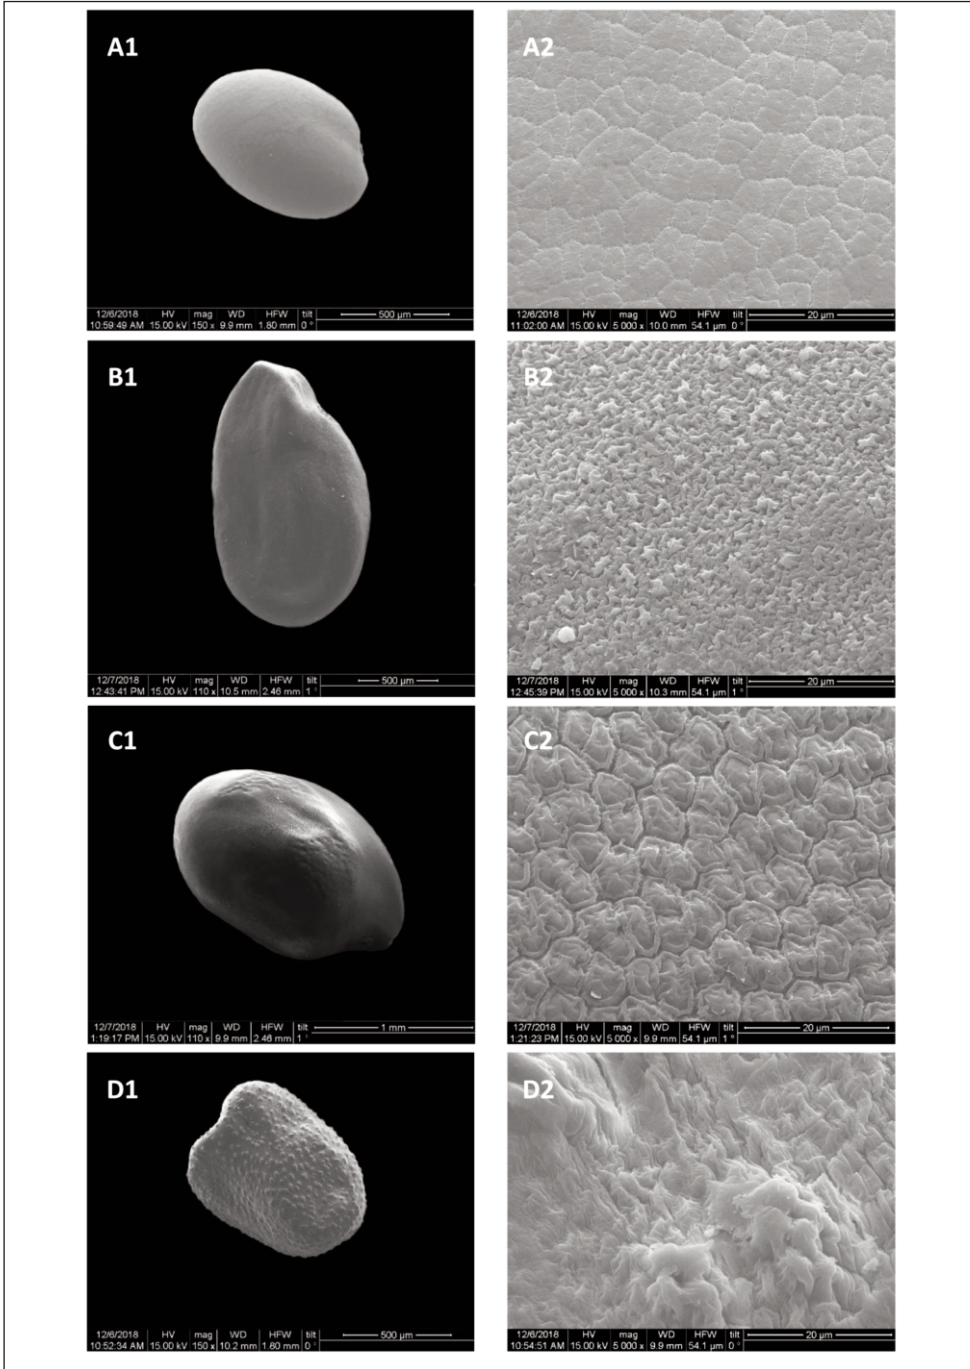 A1
12/6/2018 HV mag WD HFW tilt
10:59:49 AM 15.00 kV 150 x 9.9 mm 1.80 mm 0 ° 500 µm
A2
12/6/2018 HV mag WD HFW tilt
11:02:00 AM 15.00 kV 5 000 x 10.0 mm 54.1 µm 0 ° 20 µm
B1
12/7/2018 HV mag WD HFW tilt
12:43:41 PM 15.00 kV 110 x 10.5 mm 2.46 mm 1 ° 500 µm
B2
12/7/2018 HV mag WD HFW tilt
12:45:39 PM 15.00 kV 5 000 x 10.3 mm 54.1 µm 1 ° 20 µm
C1
12/7/2018 HV mag WD HFW tilt
1:19:17 PM 15.00 kV 110 x 9.9 mm 2.46 mm 1 ° 1 mm
C2
12/7/2018 HV mag WD HFW tilt
1:21:23 PM 15.00 kV 5 000 x 9.9 mm 54.1 µm 1 ° 20 µm
D1
12/6/2018 HV mag WD HFW tilt
10:52:34 AM 15.00 kV 150 x 10.2 mm 1.80 mm 0 ° 500 µm
D2
12/6/2018 HV mag WD HFW tilt
10:54:51 AM 15.00 kV 5 000 x 9.9 mm 54.1 µm 0 ° 20 µm